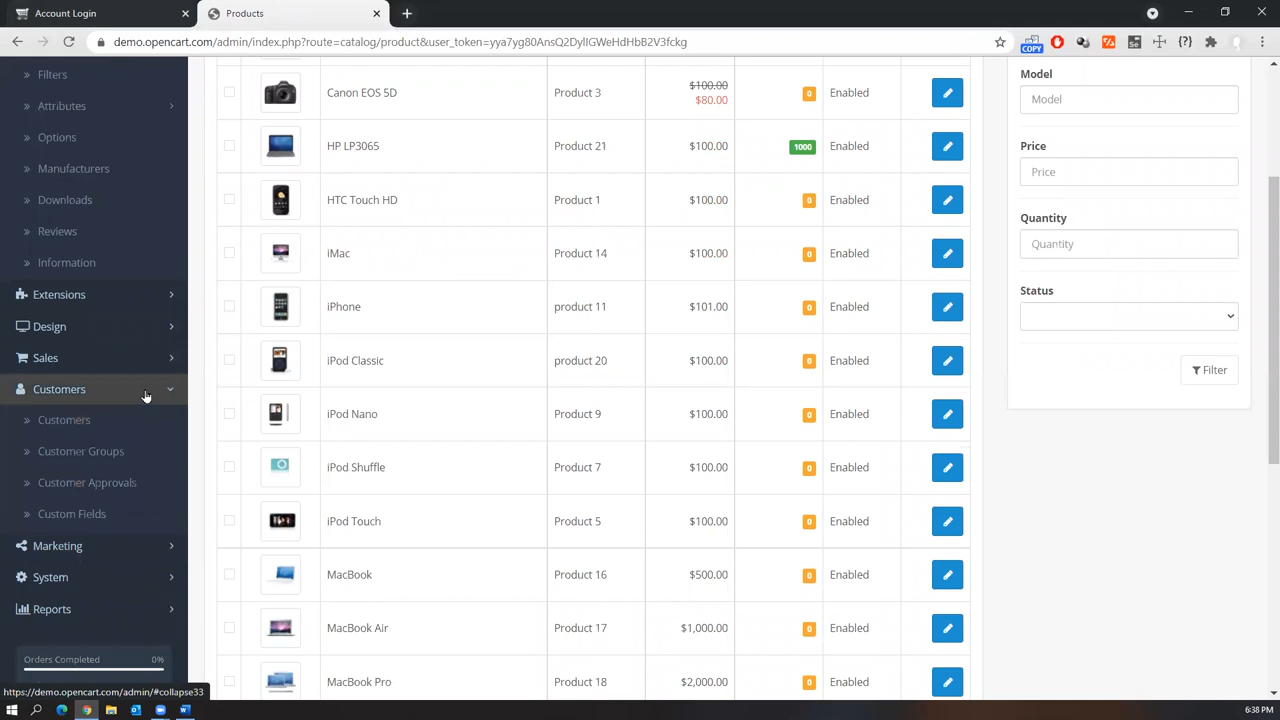 Account Login
Products
demo.opencart.com/admin/index.php?route=catalog/product&user_token=
COPY
Filters
Attributes
Options
Manufacturers
Downloads
Reviews
Information
Extensions
Design
Sales
Customers
Customers
Customer Groups
Customer Approvals
Custom Fields
Marketing
System
Reports
Orders Completed 0%
https://demo.opencart.com/admin/#collapse33
Canon EOS 5D Product 3 $100.00 $80.00 0 Enabled
HP LP3065 Product 21 $100.00 1000 Enabled
HTC Touch HD Product 1 $100.00 0 Enabled
iMac Product 14 $100.00 0 Enabled
iPhone product 11 $101.00 0 Enabled
iPod Classic product 20 $100.00 0 Enabled
iPod Nano Product 9 $100.00 0 Enabled
iPod Shuffle Product 7 $100.00 0 Enabled
iPod Touch Product 5 $100.00 0 Enabled
MacBook Product 16 $500.00 0 Enabled
MacBook Air Product 17 $1,000.00 0 Enabled
MacBook Pro Product 18 $2,000.00 0 Enabled
Model
Model
Price
Price
Quantity
Quantity
Status
Filter
6:38 PM